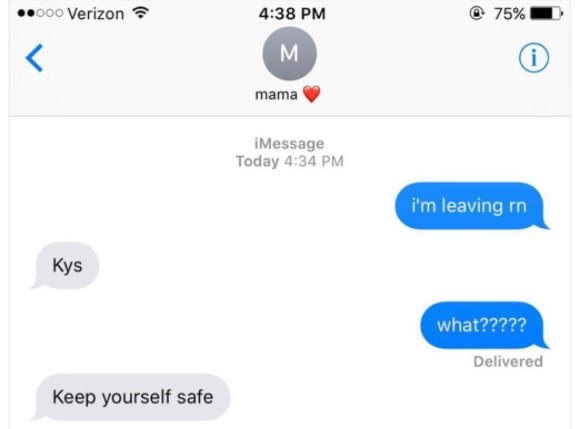 Verizon 4:38 PM 75%
M
mama ❤️
iMessage
Today 4:34 PM
i'm leaving rn
Kys
what?????
Delivered
Keep yourself safe